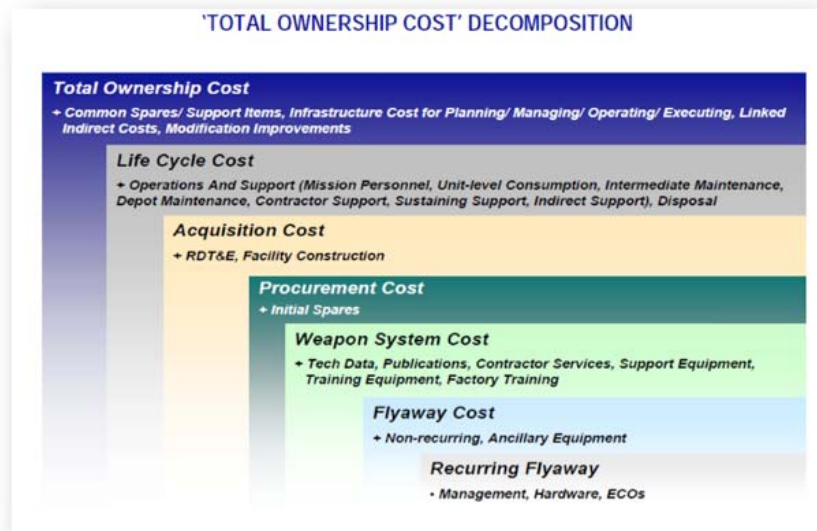 'TOTAL OWNERSHIP COST' DECOMPOSITION
Total Ownership Cost
+ Common Spares/ Support Items, Infrastructure Cost for Planning/ Managing/ Operating/ Executing, Linked
Indirect Costs, Modification Improvements
Life Cycle Cost
+ Operations And Support (Mission Personnel, Unit-level Consumption, Intermediate Maintenance,
Depot Maintenance, Contractor Support, Sustaining Support, Indirect Support), Disposal
Acquisition Cost
+ RDT&E, Facility Construction
Procurement Cost
+ Initial Spares
Weapon System Cost
+ Tech Data, Publications, Contractor Services, Support Equipment,
Training Equipment, Factory Training
Flyaway Cost
+ Non-recurring, Ancillary Equipment
Recurring Flyaway
• Management, Hardware, ECOs